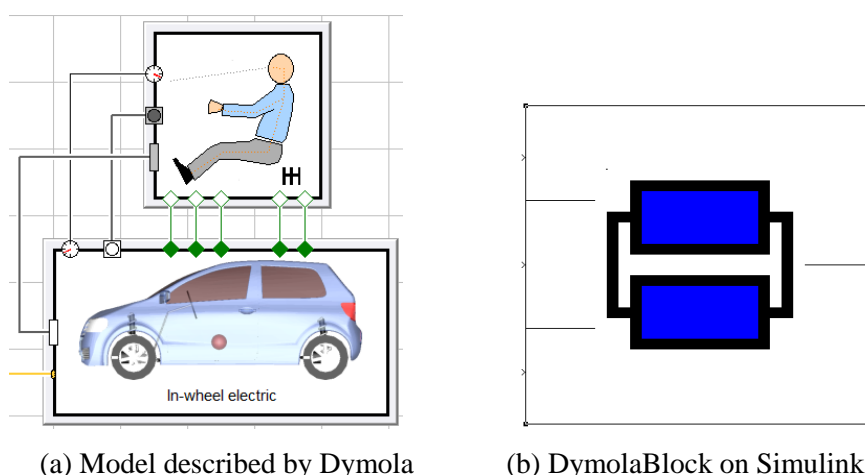 In-wheel electric
(a) Model described by Dymola
(b) DymolaBlock on Simulink